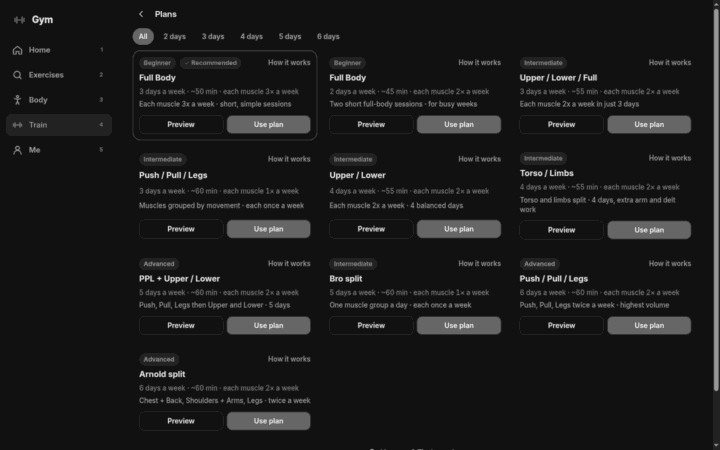 Gym
Home 1
Exercises 2
Body 3
Train 4
Me 5
Plans
All 2 days 3 days 4 days 5 days 6 days
Beginner ✓ Recommended How it works
Full Body
3 days a week · ~50 min · each muscle 3× a week
Each muscle 3x a week · short, simple sessions
Preview Use plan
Beginner How it works
Full Body
2 days a week · ~45 min · each muscle 2× a week
Two short full-body sessions · for busy weeks
Preview Use plan
Intermediate How it works
Upper / Lower / Full
3 days a week · ~55 min · each muscle 2× a week
Each muscle 2x a week in just 3 days
Preview Use plan
Intermediate How it works
Push / Pull / Legs
3 days a week · ~60 min · each muscle 1× a week
Muscles grouped by movement · each once a week
Preview Use plan
Intermediate How it works
Upper / Lower
4 days a week · ~55 min · each muscle 2× a week
Each muscle 2x a week · 4 balanced days
Preview Use plan
Intermediate How it works
Torso / Limbs
4 days a week · ~55 min · each muscle 2× a week
Torso and limbs split · 4 days, extra arm and delt
work
Preview Use plan
Advanced How it works
PPL + Upper / Lower
5 days a week · ~60 min · each muscle 2× a week
Push, Pull, Legs then Upper and Lower · 5 days
Preview Use plan
Intermediate How it works
Bro split
5 days a week · ~60 min · each muscle 1× a week
One muscle group a day · each once a week
Preview Use plan
Advanced How it works
Push / Pull / Legs
6 days a week · ~60 min · each muscle 2× a week
Push, Pull, Legs twice a week · highest volume
Preview Use plan
Advanced How it works
Arnold split
6 days a week · ~60 min · each muscle 2× a week
Chest + Back, Shoulders + Arms, Legs · twice a week
Preview Use plan